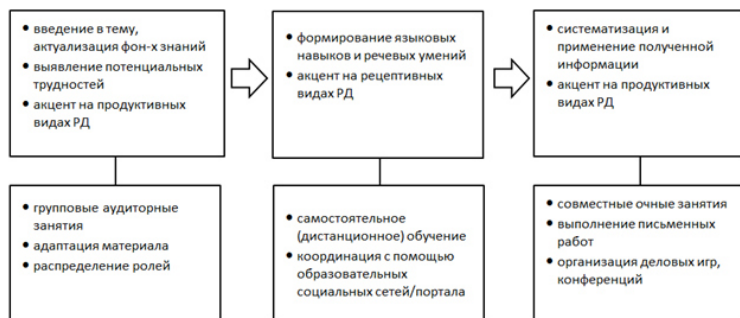 • введение в тему,
актуализация фон-х знаний
• выявление потенциальных
трудностей
• акцент на продуктивных
видах РД
• формирование языковых
навыков и речевых умений
• акцент на рецептивных
видах РД
• систематизация и
применение полученной
информации
• акцент на продуктивных
видах РД
• групповые аудиторные
занятия
• адаптация материала
• распределение ролей
• самостоятельное
(дистанционное) обучение
• координация с помощью
образовательных
социальных сетей/портала
• совместные очные занятия
• выполнение письменных
работ
• организация деловых игр,
конференций